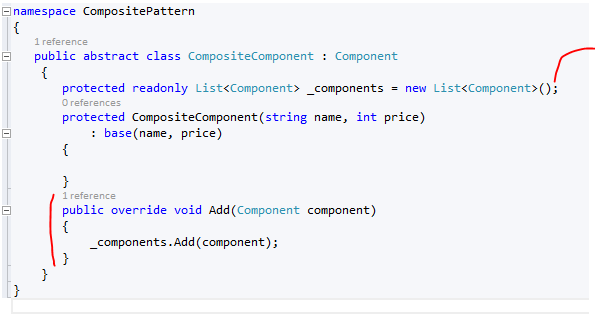 namespace CompositePattern
{
1 reference
public abstract class CompositeComponent : Component
{
protected readonly List<Component> _components = new List<Component>();
0 references
protected CompositeComponent(string name, int price)
: base(name, price)
{
}
1 reference
public override void Add(Component component)
{
_components.Add(component);
}
}
}